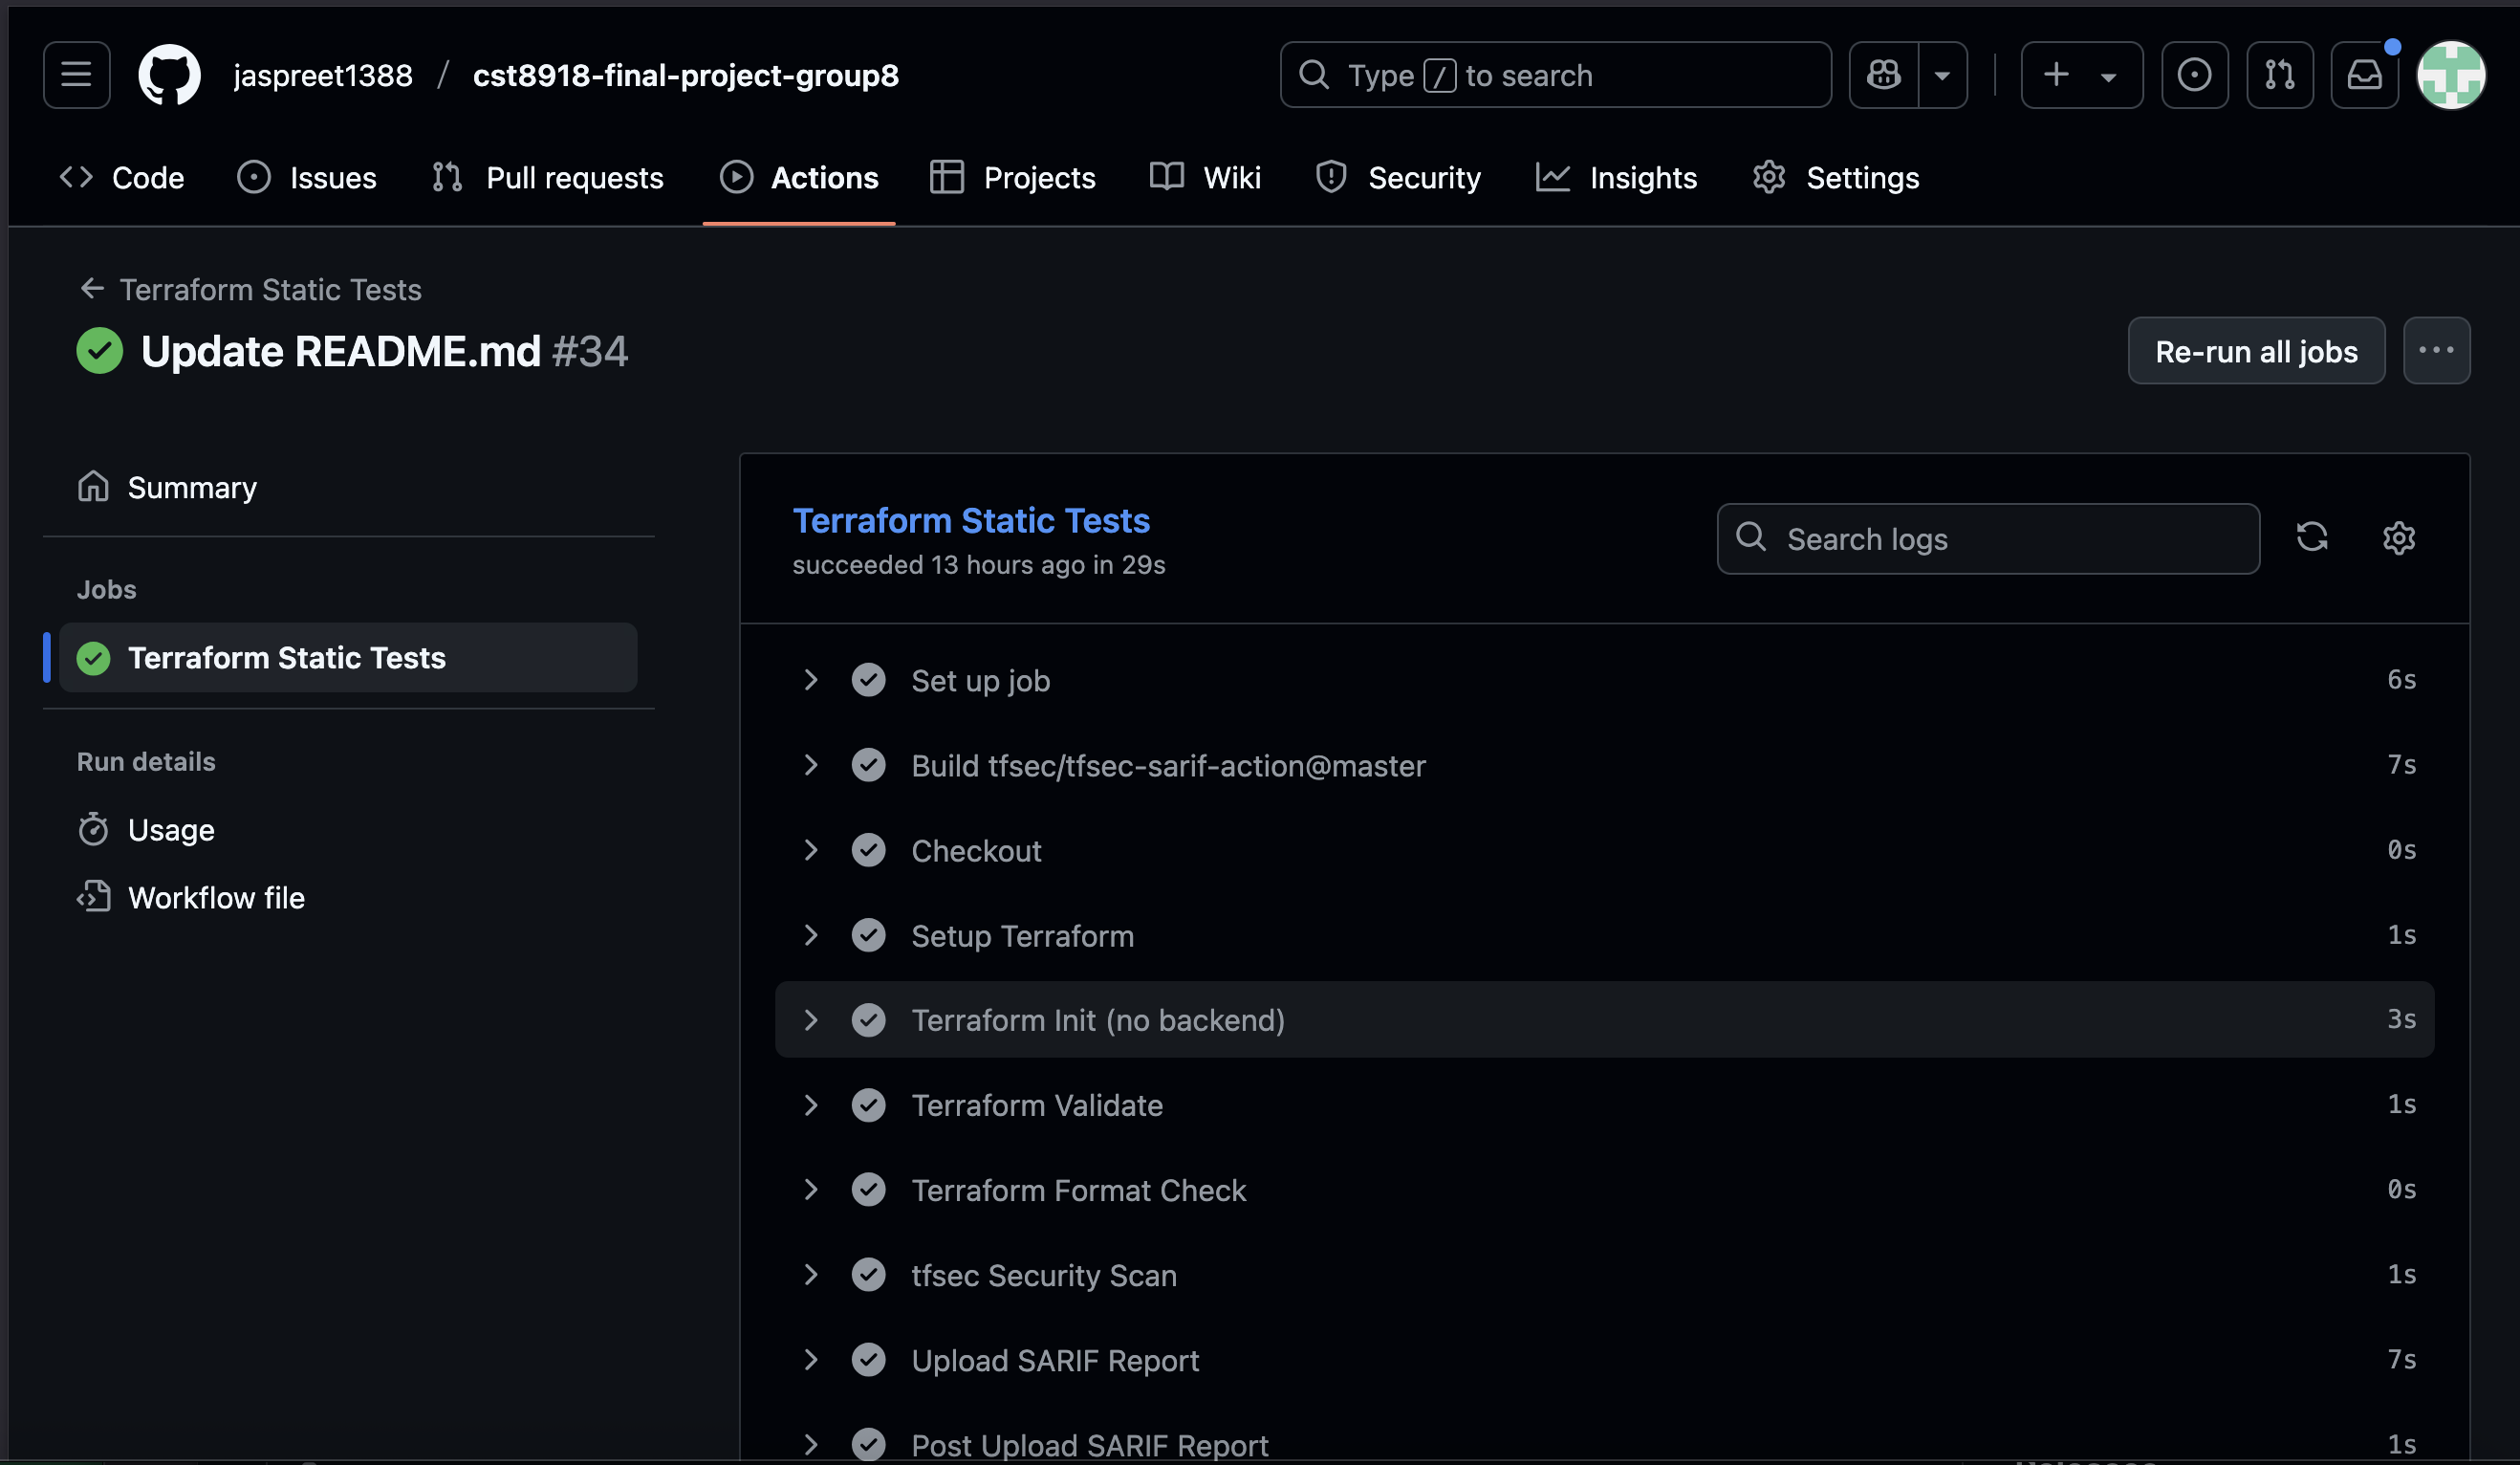 jaspreet1388 / cst8918-final-project-group8
Type / to search
Code Issues Pull requests Actions Projects Wiki Security Insights Settings
Terraform Static Tests
Update README.md #34
Re-run all jobs
Summary
Jobs
Terraform Static Tests
Run details
Usage
Workflow file
Terraform Static Tests
succeeded 13 hours ago in 29s
Search logs
Set up job 6s
Build tfsec/tfsec-sarif-action@master 7s
Checkout 0s
Setup Terraform 1s
Terraform Init (no backend) 3s
Terraform Validate 1s
Terraform Format Check 0s
tfsec Security Scan 1s
Upload SARIF Report 7s
Post Upload SARIF Report 1s